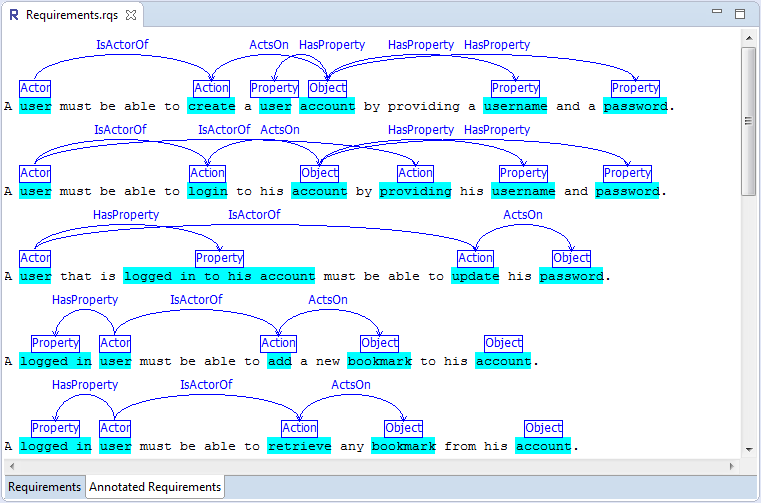 Requirements.rqs
IsActorOf ActsOn HasProperty HasProperty HasProperty
Actor Action Property Object Property Property
A user must be able to create a user account by providing a username and a password.
IsActorOf IsActorOf ActsOn HasProperty HasProperty
Actor Action Object Action Property Property
A user must be able to login to his account by providing his username and password.
HasProperty IsActorOf ActsOn
Actor Property Action Object
A user that is logged in to his account must be able to update his password.
HasProperty IsActorOf ActsOn
Property Actor Action Object Object
A logged in user must be able to add a new bookmark to his account.
HasProperty IsActorOf ActsOn
Property Actor Action Object Object
A logged in user must be able to retrieve any bookmark from his account.
Requirements Annotated Requirements